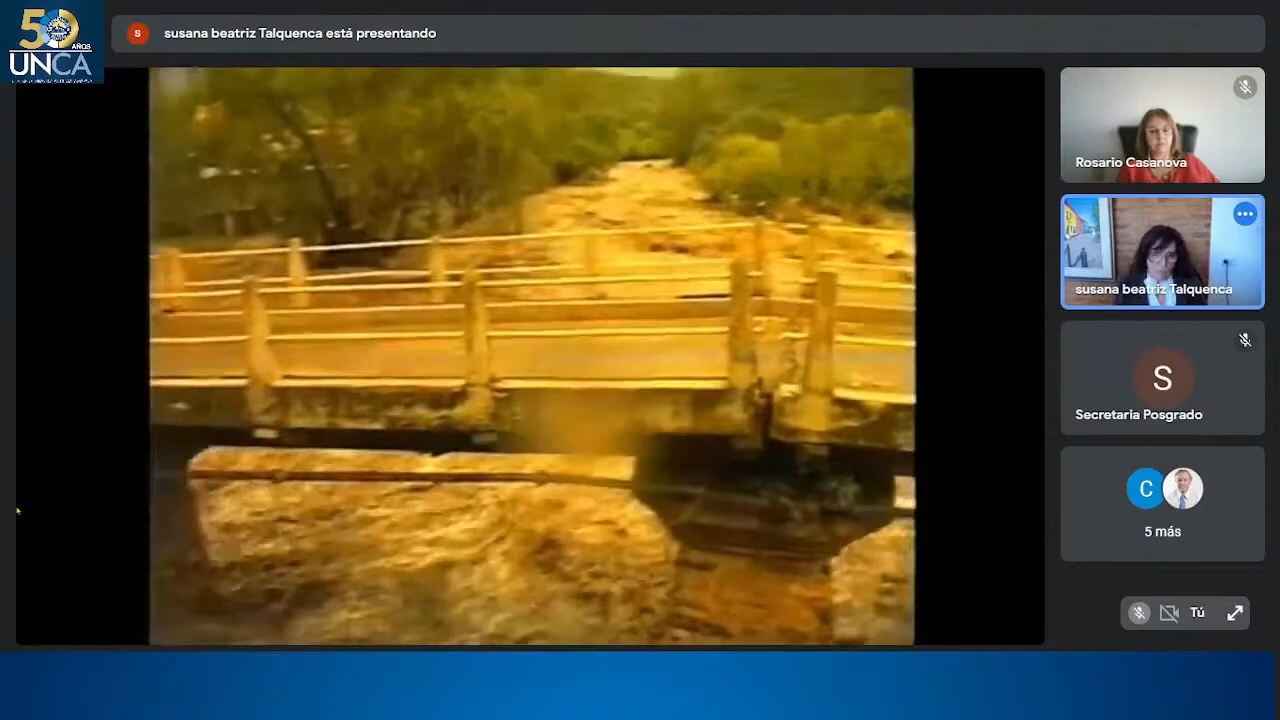 50
AÑOS
UNCA
S
susana beatriz Talquenca está presentando
Rosario Casanova
susana beatriz Talquenca
S
Secretaria Posgrado
C
5 más
Tú